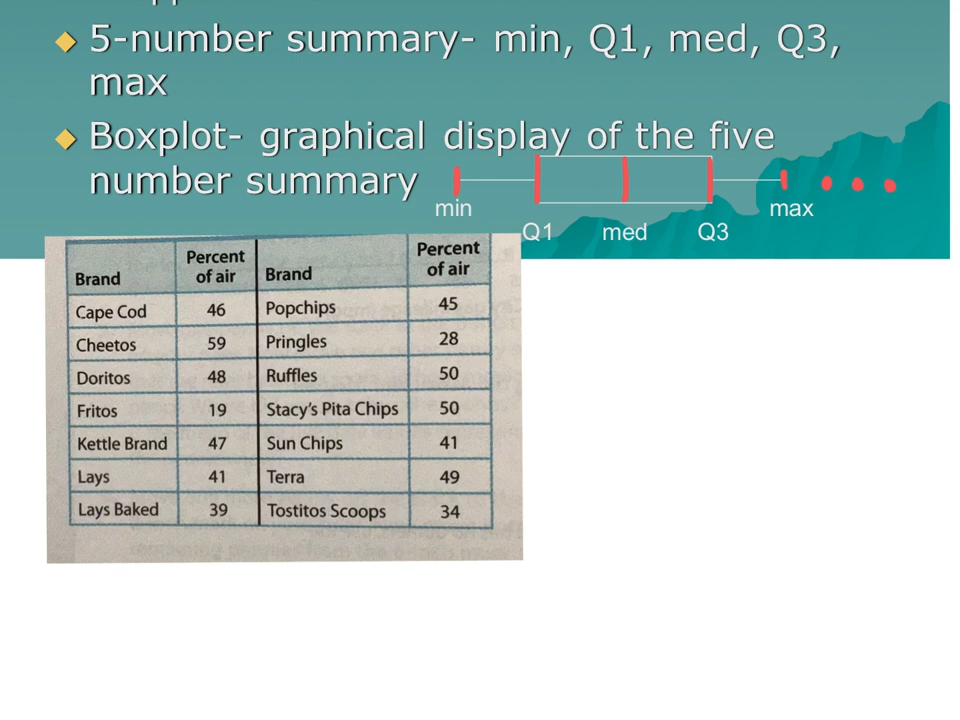 5-number summary- min, Q1, med, Q3,
max
Boxplot- graphical display of the five
number summary
min
max
Q1 med Q3
Brand Percent of air Brand Percent of air
Cape Cod 46 Popchips 45
Cheetos 59 Pringles 28
Doritos 48 Ruffles 50
Fritos 19 Stacy's Pita Chips 50
Kettle Brand 47 Sun Chips 41
Lays 41 Terra 49
Lays Baked 39 Tostitos Scoops 34